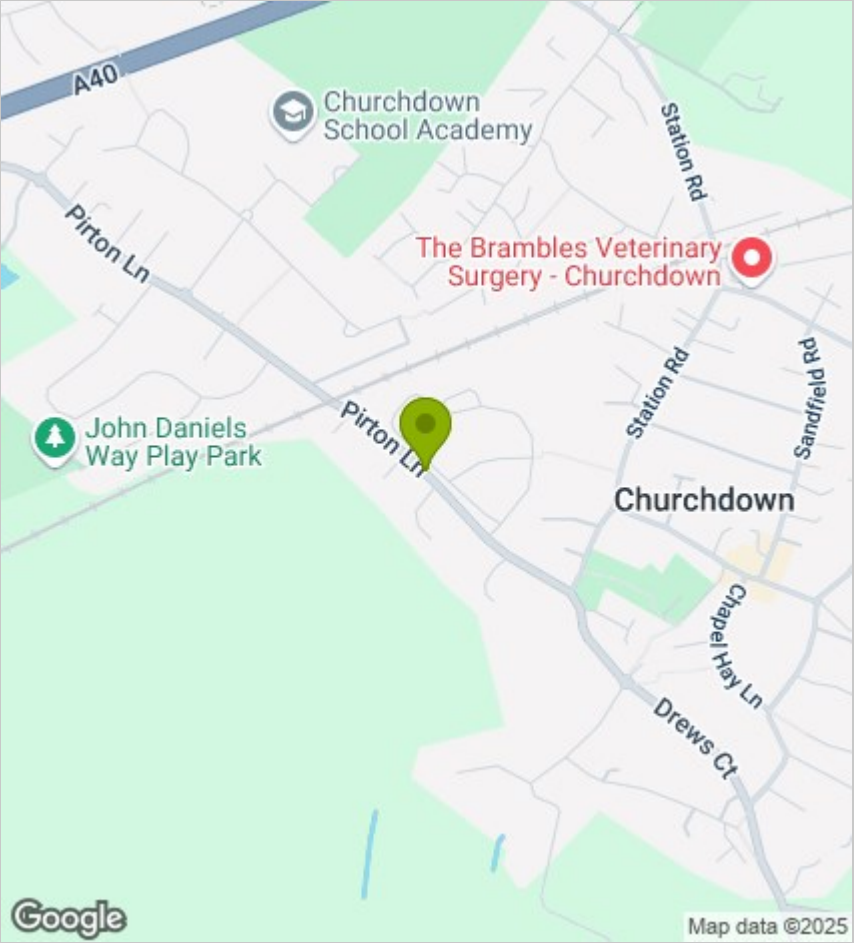 A40
Churchdown
School Academy
Station Rd
Pirton Ln
The Brambles Veterinary
Surgery - Churchdown
Sandfield Rd
Station Rd
Pirton Ln
John Daniels
Way Play Park
Churchdown
Chapel Hay Ln
Drews Ct
Google
Map data ©2025